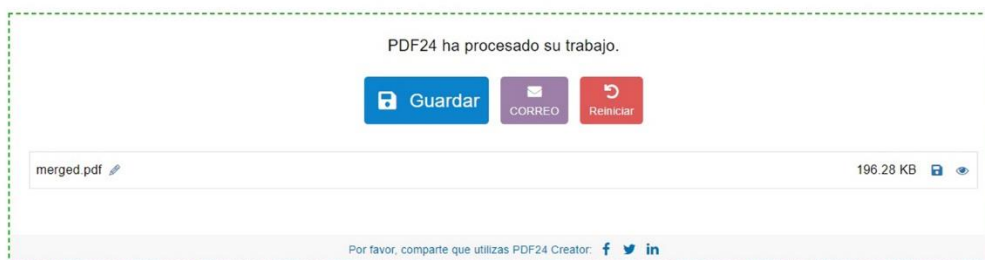 PDF24 ha procesado su trabajo.
Guardar
CORREO
Reiniciar
merged.pdf
196.28 KB
Por favor, comparte que utilizas PDF24 Creator: